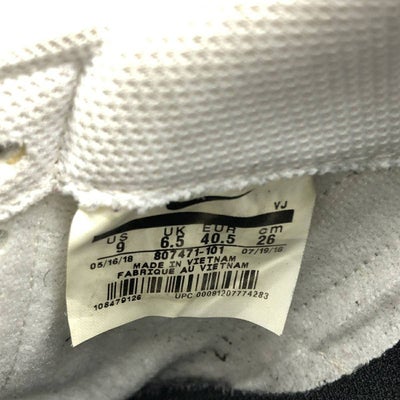 VJ
US UK EUR cm
9 6.5 40.5 26
05/16/18 807471-101 07/19/18
MADE IN VIETNAM
FABRIQUE AU VIETNAM
108479126 UPC 00091207774283